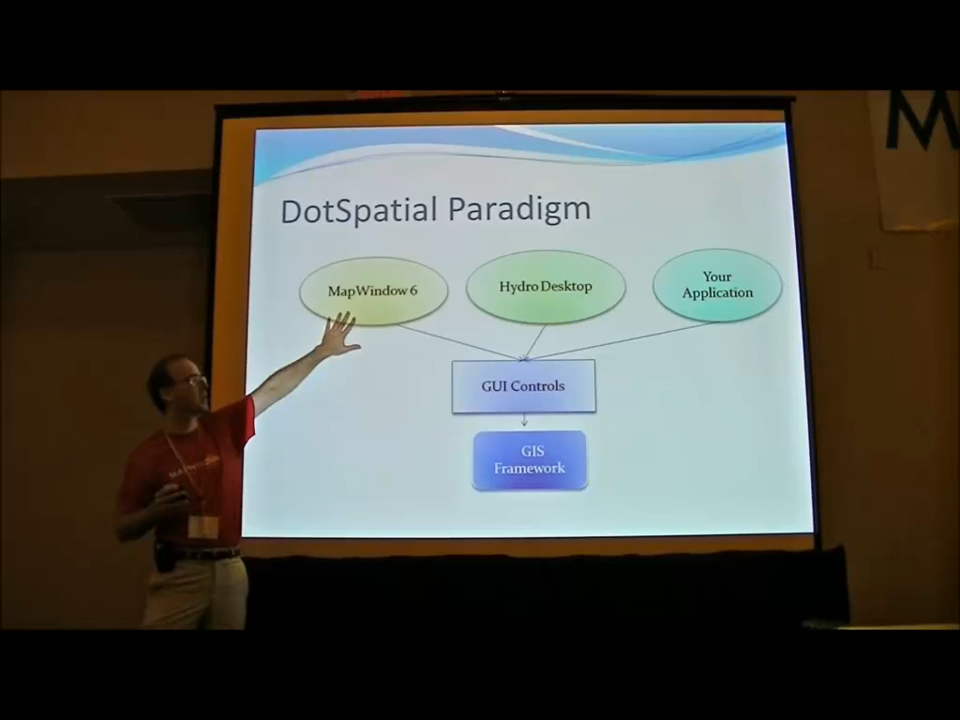 M
DotSpatial Paradigm
MapWindow 6
Hydro Desktop
Your
Application
GUI Controls
GIS
Framework